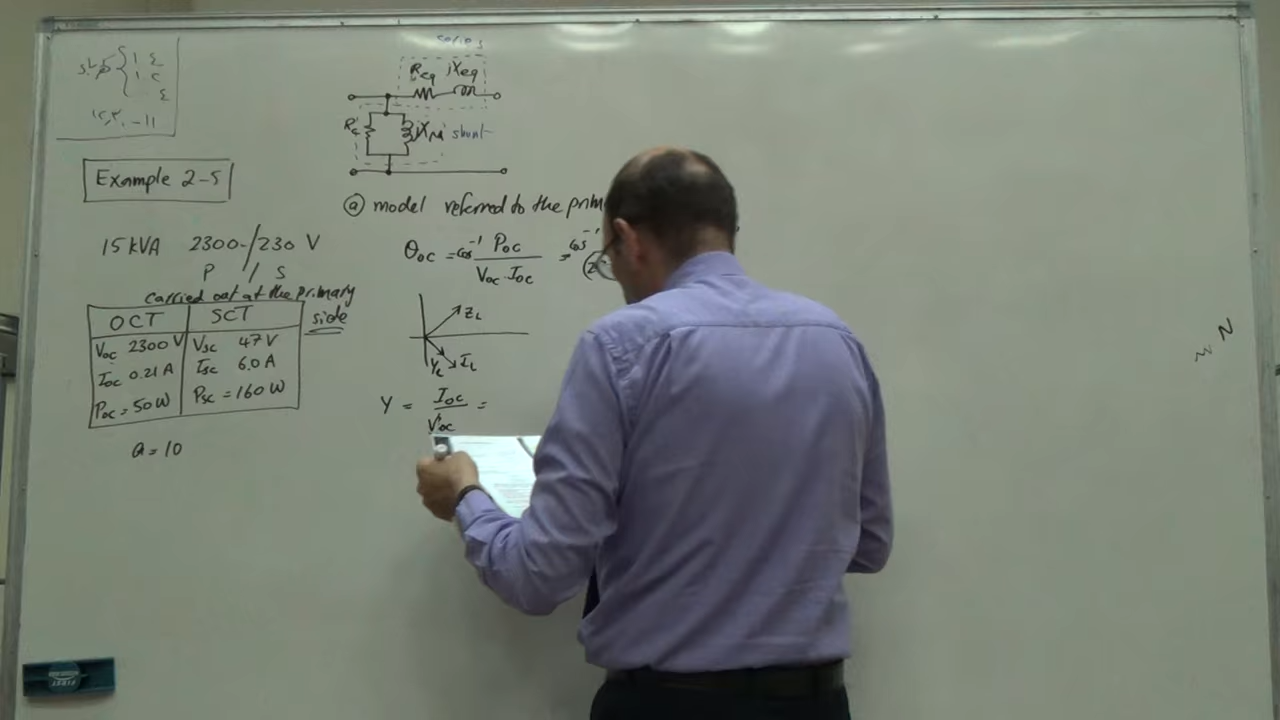 series
Req jXeq
Rc jXM shunt
Example 2-5
ⓐ model referred to the prim
15 kVA 2300/230 V
P / S
carried out at the primary side
OCT SCT
Voc 2300 V Vsc 47 V
Ioc 0.21 A Isc 6.0 A
Poc = 50 W Psc = 160 W
a = 10
θoc = cos⁻¹ Poc / Voc · Ioc = cos⁻¹
ZL
YL IL
Y = Ioc / Voc =